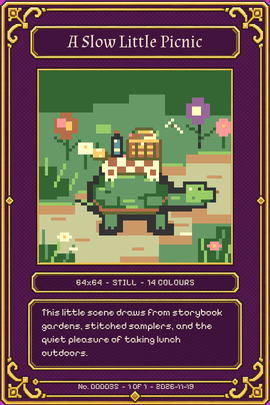 A Slow Little Picnic
64x64 - STILL - 14 COLOURS
This little scene draws from storybook
gardens, stitched samplers, and the
quiet pleasure of taking lunch
outdoors.
No. 00003S - 1 OF 1 - 2026-11-19